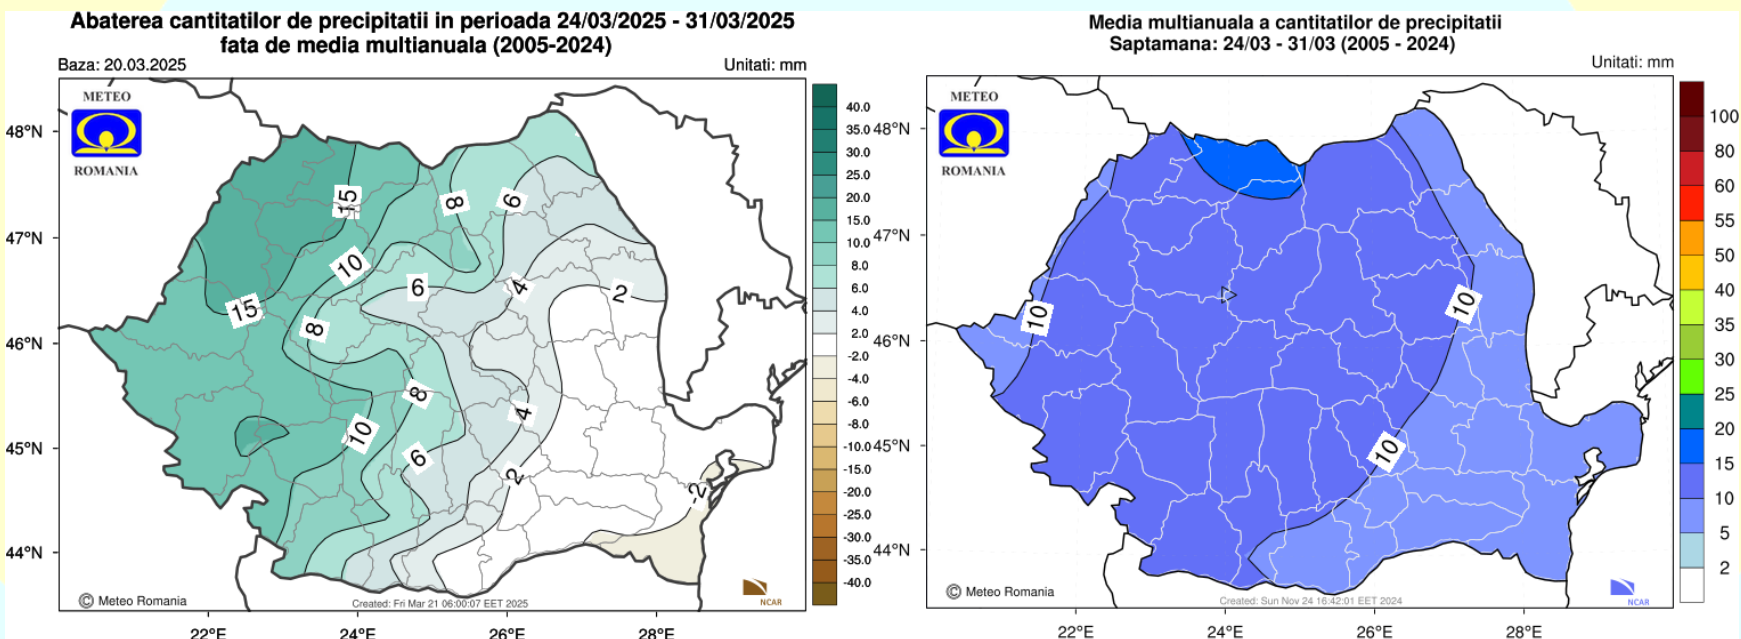 Abaterea cantitatilor de precipitatii in perioada 24/03/2025 - 31/03/2025
fata de media multianuala (2005-2024)
Baza: 20.03.2025
Unitati: mm
METEO
ROMANIA
48°N
47°N
46°N
45°N
44°N
15
8
6
10
6
4
2
15
8
8
4
10
6
2
-2
40.0
35.0
30.0
25.0
20.0
15.0
10.0
8.0
6.0
4.0
2.0
-2.0
-4.0
-6.0
-8.0
-10.0
-15.0
-20.0
-25.0
-30.0
-35.0
-40.0
© Meteo Romania
Created: Fri Mar 21 06:00:07 EET 2025
NCAR
22°E
24°E
26°E
28°E
Media multianuala a cantitatilor de precipitatii
Saptamana: 24/03 - 31/03 (2005 - 2024)
Unitati: mm
METEO
ROMANIA
48°N
47°N
46°N
45°N
44°N
10
10
10
100
80
60
55
50
40
35
30
25
20
15
10
5
2
© Meteo Romania
Created: Sun Nov 24 16:42:01 EET 2024
NCAR
22°E
24°E
26°E
28°E